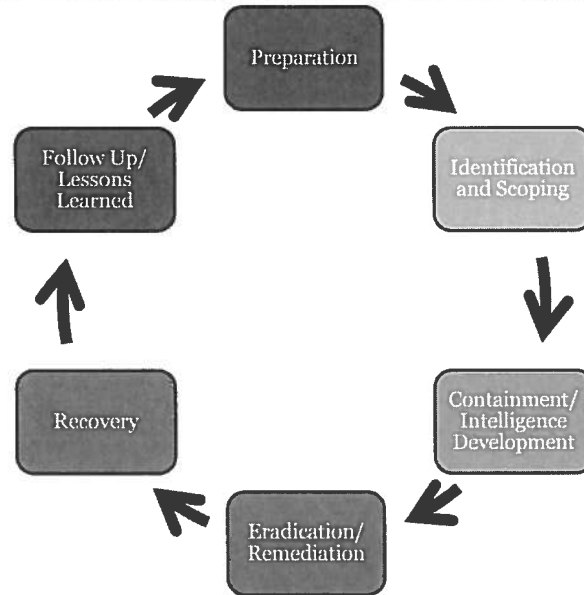 Preparation
Identification
and Scoping
Containment/
Intelligence
Development
Eradication/
Remediation
Recovery
Follow Up/
Lessons
Learned